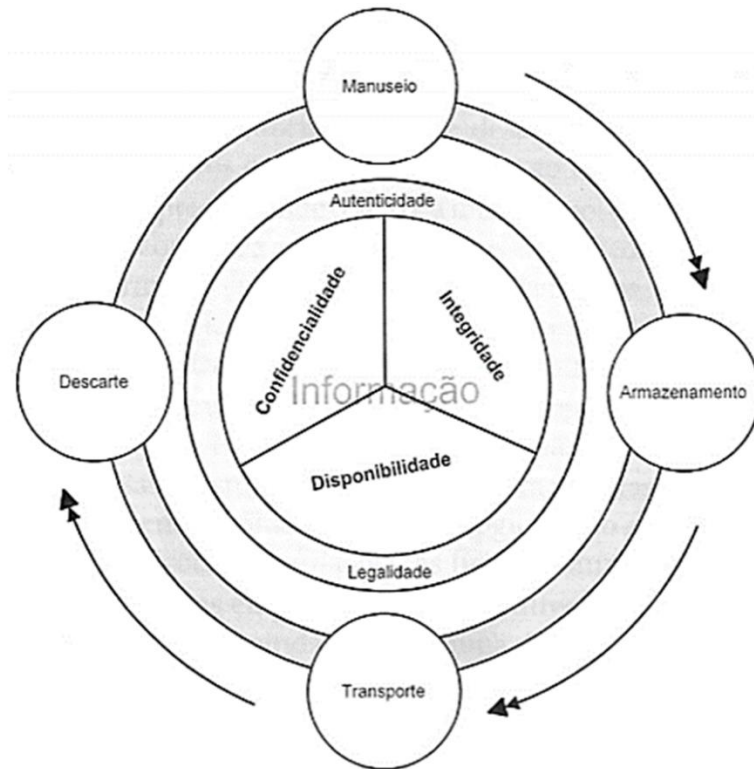 Manuseio
Autenticidade
Confidencialidade
Integridade
Descarte
Informação
Armazenamento
Disponibilidade
Legalidade
Transporte